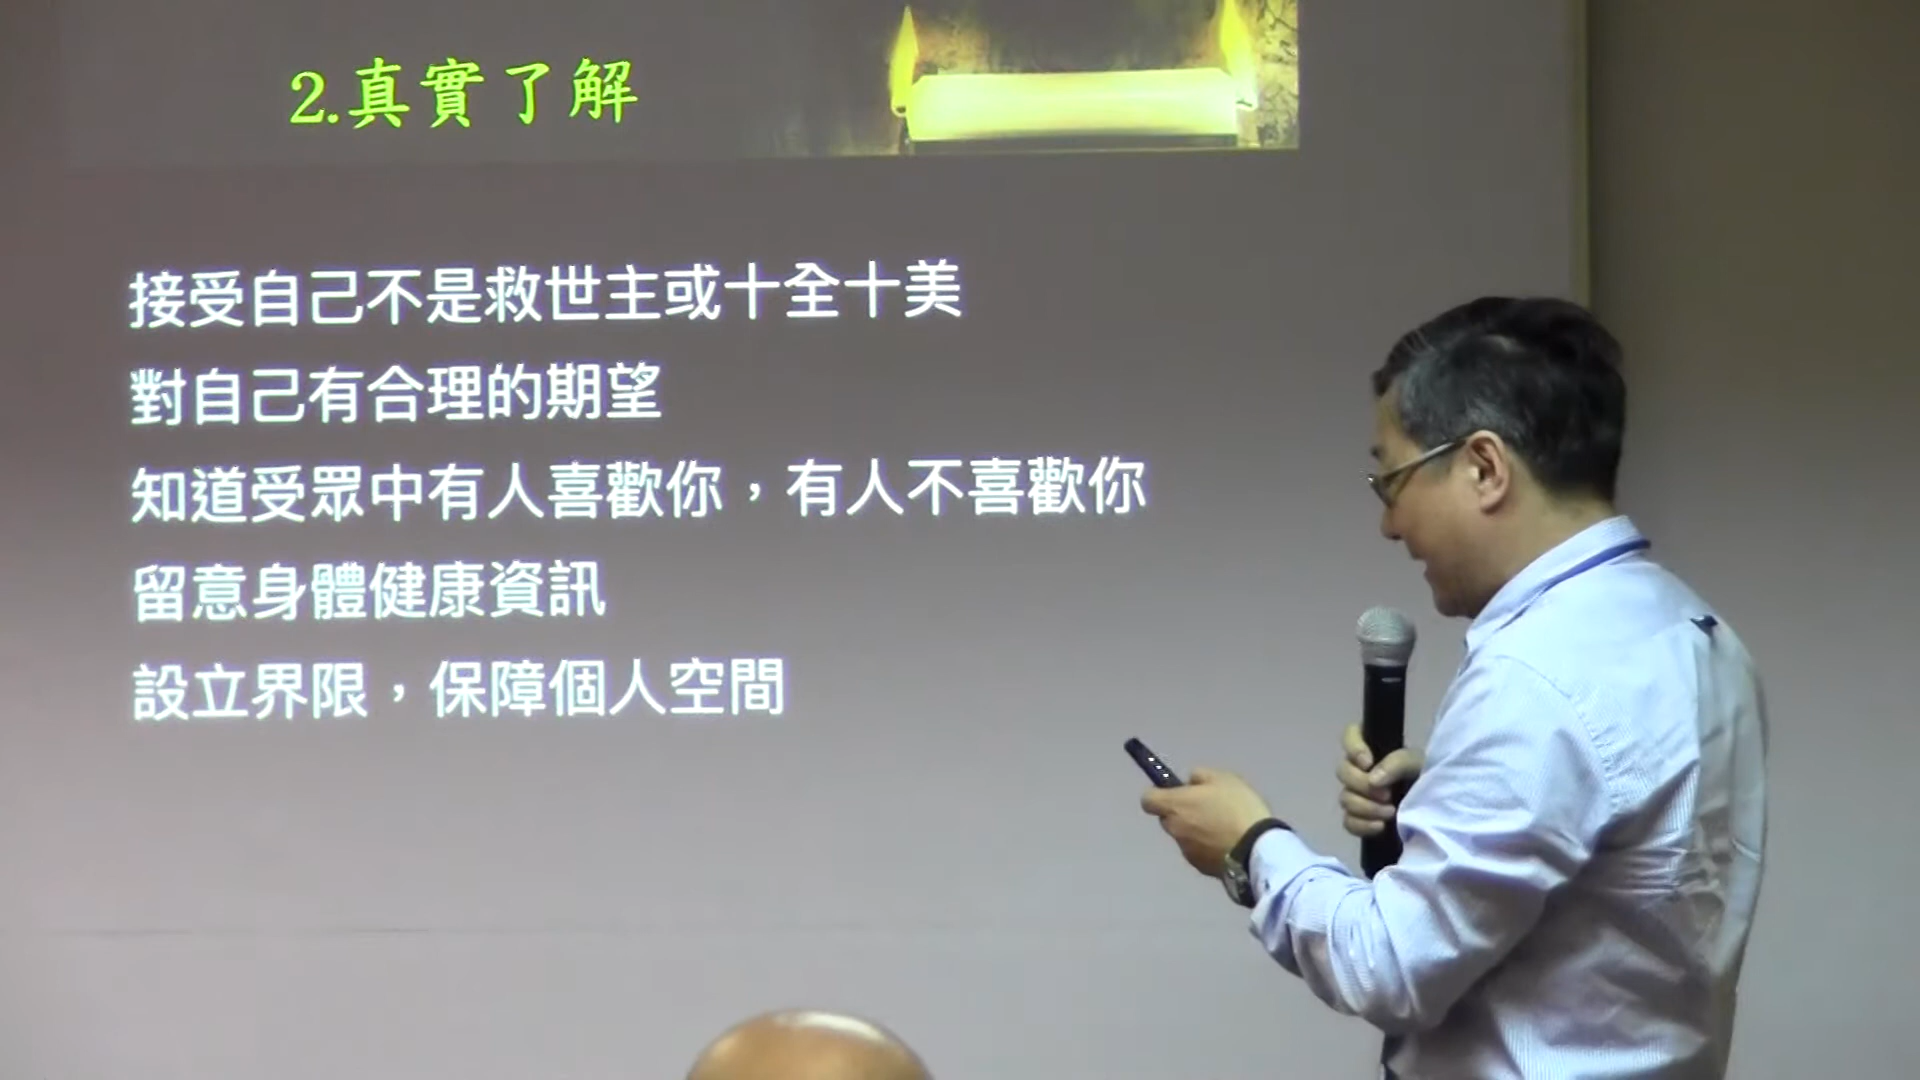 2.真實了解
接受自己不是救世主或十全十美
對自己有合理的期望
知道受眾中有人喜歡你，有人不喜歡你
留意身體健康資訊
設立界限，保障個人空間